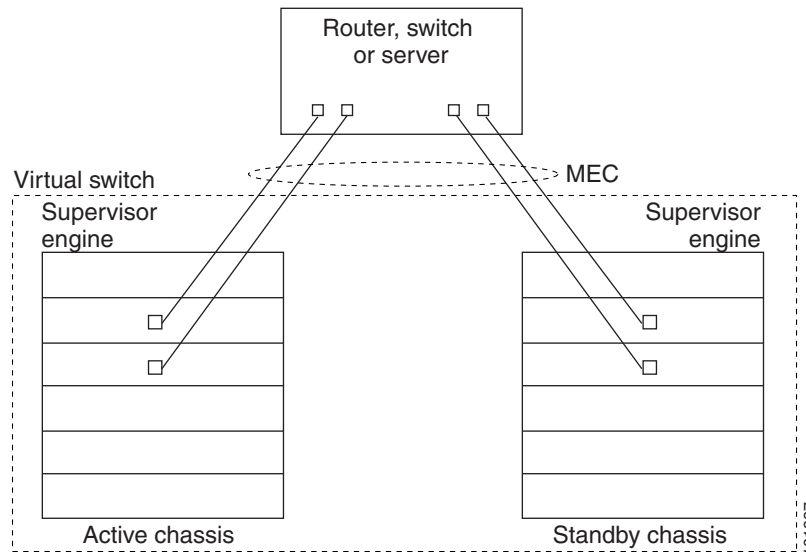 Router, switch
or server
MEC
Virtual switch
Supervisor
engine
Supervisor
engine
Active chassis
Standby chassis